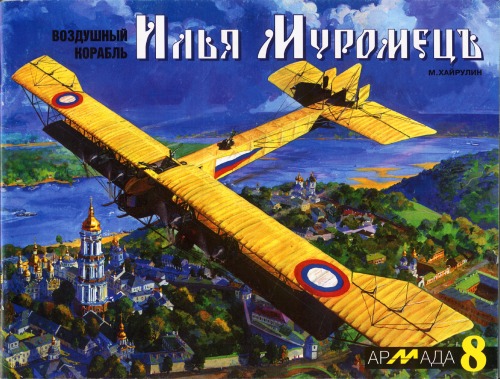 ВОЗДУШНЫЙ
КОРАБЛЬ
Илья Муромецъ
М.ХАЙРУЛИН
АРМАДА 8